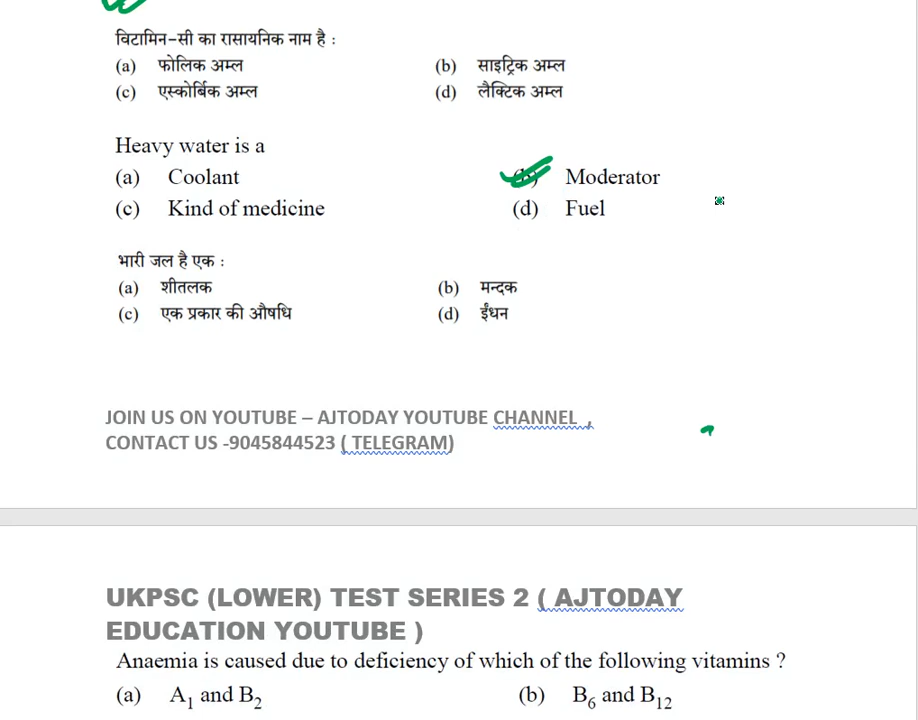 विटामिन-सी का रासायनिक नाम है :
(a) फोलिक अम्ल (b) साइट्रिक अम्ल
(c) एस्कोर्बिक अम्ल (d) लैक्टिक अम्ल
Heavy water is a
(a) Coolant (b) Moderator
(c) Kind of medicine (d) Fuel
भारी जल है एक :
(a) शीतलक (b) मन्दक
(c) एक प्रकार की औषधि (d) ईंधन
JOIN US ON YOUTUBE – AJTODAY YOUTUBE CHANNEL ,
CONTACT US -9045844523 ( TELEGRAM)
UKPSC (LOWER) TEST SERIES 2 ( AJTODAY
EDUCATION YOUTUBE )
Anaemia is caused due to deficiency of which of the following vitamins ?
(a) A₁ and B₂ (b) B₆ and B₁₂